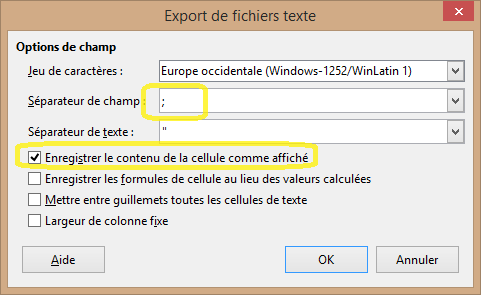 Export de fichiers texte
Options de champ
Jeu de caractères : Europe occidentale (Windows-1252/WinLatin 1)
Séparateur de champ : ;
Séparateur de texte : "
Enregistrer le contenu de la cellule comme affiché
Enregistrer les formules de cellule au lieu des valeurs calculées
Mettre entre guillemets toutes les cellules de texte
Largeur de colonne fixe
Aide OK Annuler